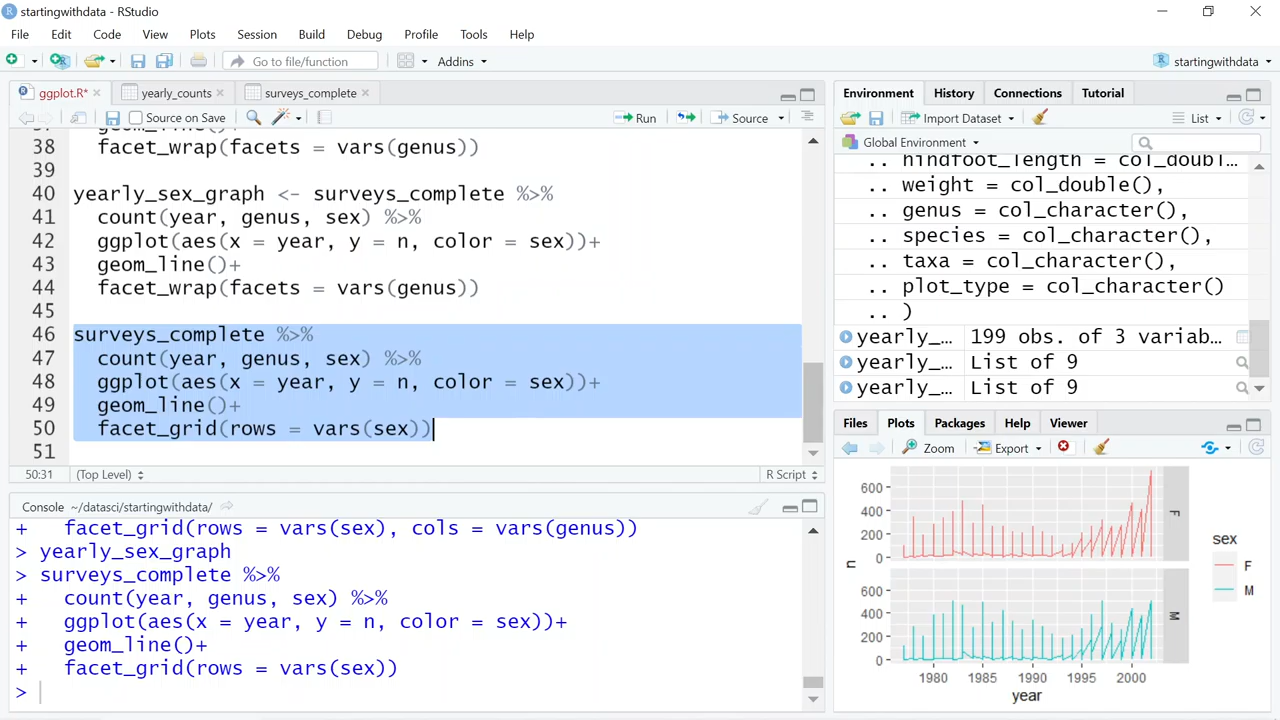 startingwithdata - RStudio
File Edit Code View Plots Session Build Debug Profile Tools Help
Go to file/function Addins startingwithdata
ggplot.R* yearly_counts surveys_complete
Source on Save Run Source
37 geom_line()+
38 facet_wrap(facets = vars(genus))
39
40 yearly_sex_graph <- surveys_complete %>%
41 count(year, genus, sex) %>%
42 ggplot(aes(x = year, y = n, color = sex))+
43 geom_line()+
44 facet_wrap(facets = vars(genus))
45
46 surveys_complete %>%
47 count(year, genus, sex) %>%
48 ggplot(aes(x = year, y = n, color = sex))+
49 geom_line()+
50 facet_grid(rows = vars(sex))
51
50:31 (Top Level) R Script
Console ~/datasci/startingwithdata/
+ facet_grid(rows = vars(sex), cols = vars(genus))
> yearly_sex_graph
> surveys_complete %>%
+ count(year, genus, sex) %>%
+ ggplot(aes(x = year, y = n, color = sex))+
+ geom_line()+
+ facet_grid(rows = vars(sex))
>
Environment History Connections Tutorial
Import Dataset List
Global Environment
.. hindfoot_length = col_doubl…
.. weight = col_double(),
.. genus = col_character(),
.. species = col_character(),
.. taxa = col_character(),
.. plot_type = col_character()
.. )
yearly_… 199 obs. of 3 variab…
yearly_… List of 9
yearly_… List of 9
Files Plots Packages Help Viewer
Zoom Export
600
400
200
0
F
600
400
200
0
M
n
1980 1985 1990 1995 2000
year
sex
F
M